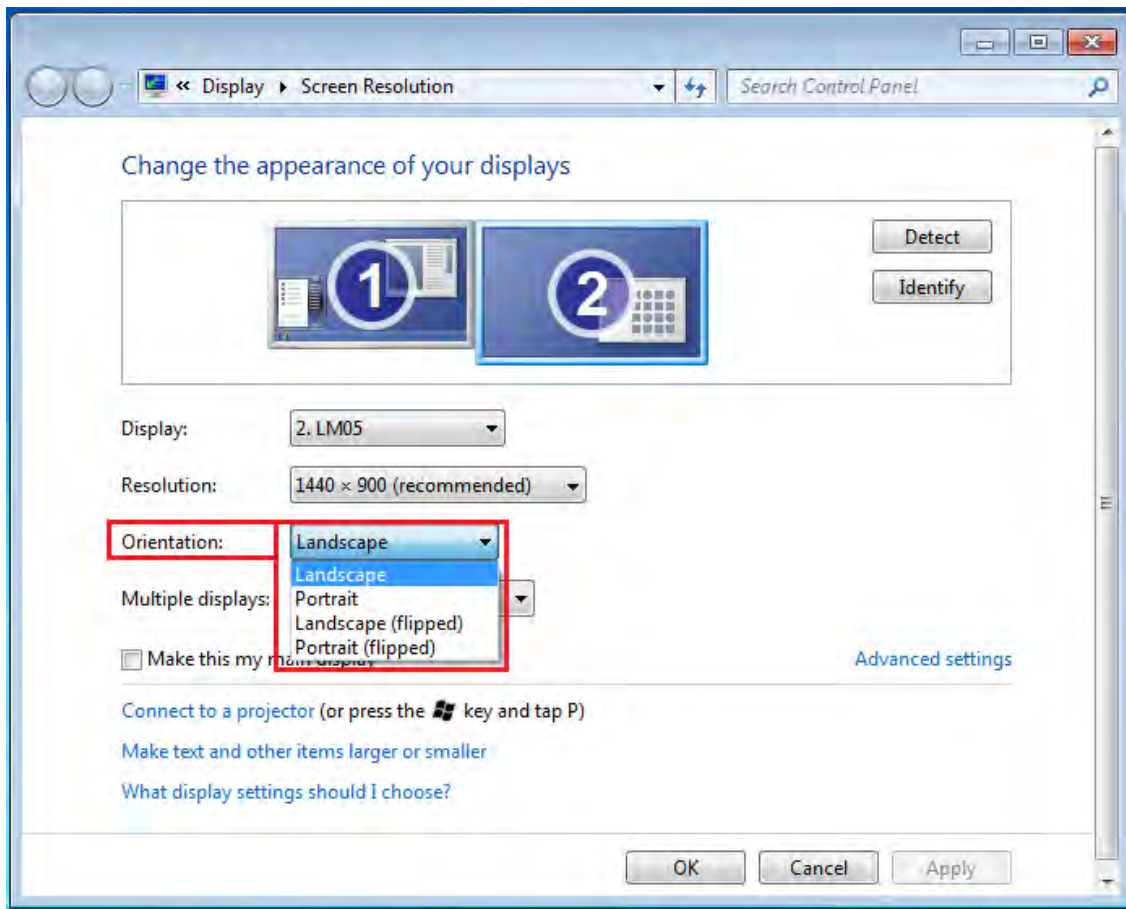 « Display ▸ Screen Resolution
Search Control Panel
Change the appearance of your displays
1
2
Detect
Identify
Display: 2. LM05
Resolution: 1440 × 900 (recommended)
Orientation: Landscape
Landscape
Multiple displays:
Portrait
Landscape (flipped)
Portrait (flipped)
Make this my main display
Advanced settings
Connect to a projector (or press the key and tap P)
Make text and other items larger or smaller
What display settings should I choose?
OK Cancel Apply